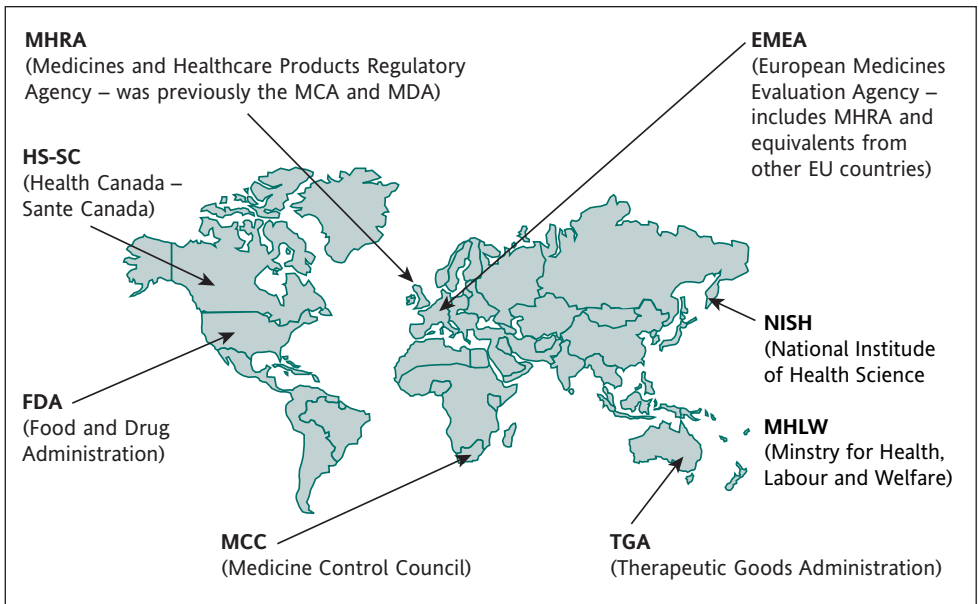 MHRA
(Medicines and Healthcare Products Regulatory
Agency – was previously the MCA and MDA)
EMEA
(European Medicines
Evaluation Agency –
includes MHRA and
equivalents from
other EU countries)
HS-SC
(Health Canada –
Sante Canada)
NISH
(National Institute
of Health Science
FDA
(Food and Drug
Administration)
MHLW
(Minstry for Health,
Labour and Welfare)
MCC
(Medicine Control Council)
TGA
(Therapeutic Goods Administration)